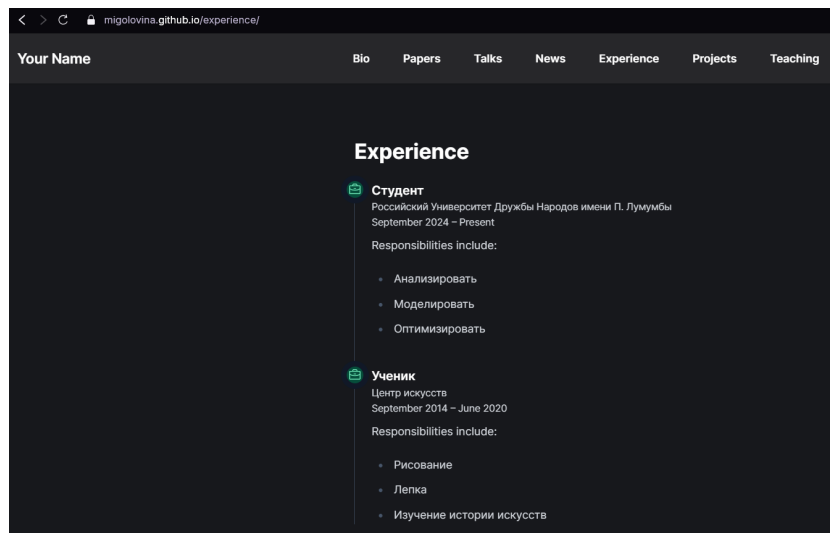 migolovina.github.io/experience/
Your Name
Bio Papers Talks News Experience Projects Teaching
Experience
Студент
Российский Университет Дружбы Народов имени П. Лумумбы
September 2024 – Present
Responsibilities include:
Анализировать
Моделировать
Оптимизировать
Ученик
Центр искусств
September 2014 – June 2020
Responsibilities include:
Рисование
Лепка
Изучение истории искусств